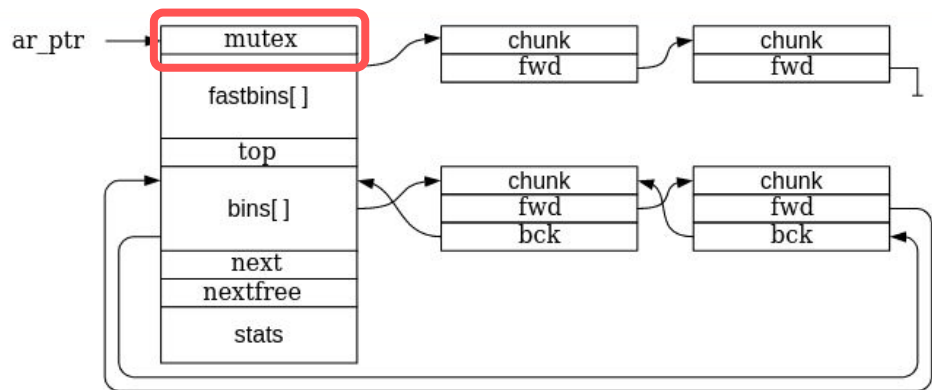 ar_ptr
mutex
fastbins[ ]
top
bins[ ]
next
nextfree
stats
chunk
fwd
chunk
fwd
chunk
fwd
bck
chunk
fwd
bck